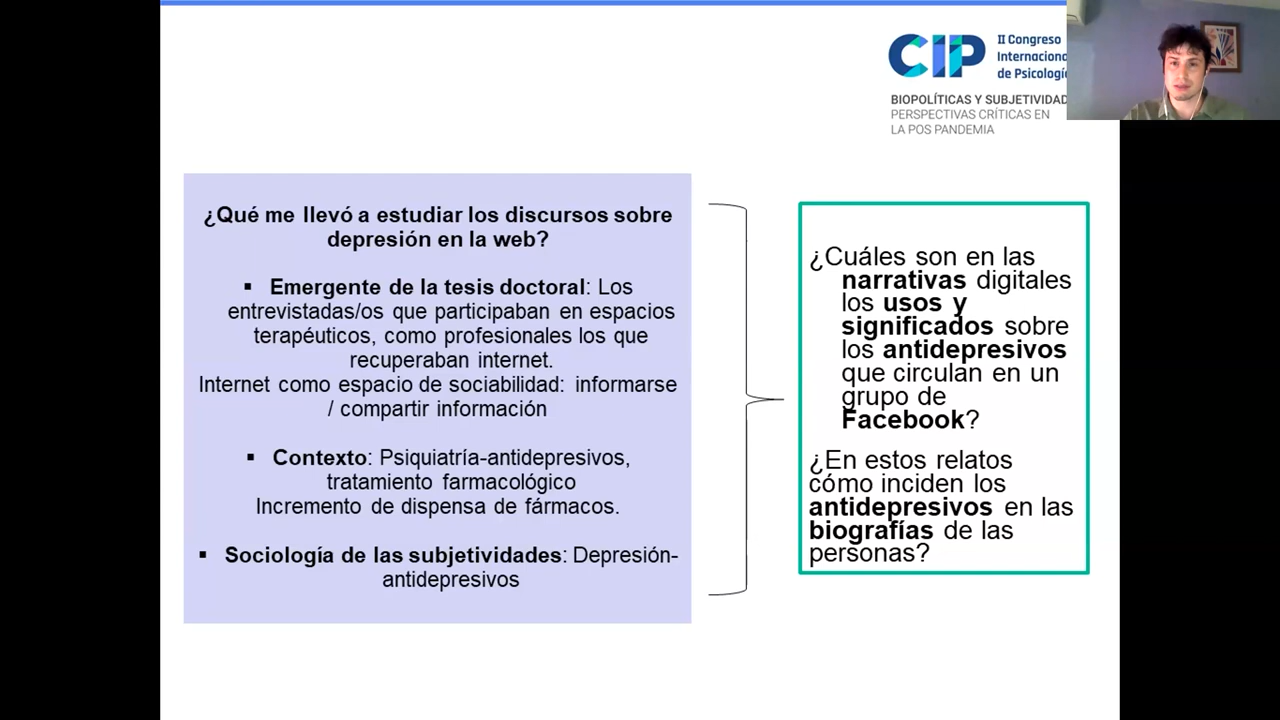 CIP
II Congreso
Internaciona
de Psicologí
BIOPOLÍTICAS Y SUBJETIVIDAD
PERSPECTIVAS CRÍTICAS EN
LA POS PANDEMIA
¿Qué me llevó a estudiar los discursos sobre
depresión en la web?
▪ Emergente de la tesis doctoral: Los
entrevistadas/os que participaban en espacios
terapéuticos, como profesionales los que
recuperaban internet.
Internet como espacio de sociabilidad: informarse
/ compartir información
▪ Contexto: Psiquiatría-antidepresivos,
tratamiento farmacológico
Incremento de dispensa de fármacos.
▪ Sociología de las subjetividades: Depresión-
antidepresivos
¿Cuáles son en las
narrativas digitales
los usos y
significados sobre
los antidepresivos
que circulan en un
grupo de
Facebook?
¿En estos relatos
cómo inciden los
antidepresivos en las
biografías de las
personas?